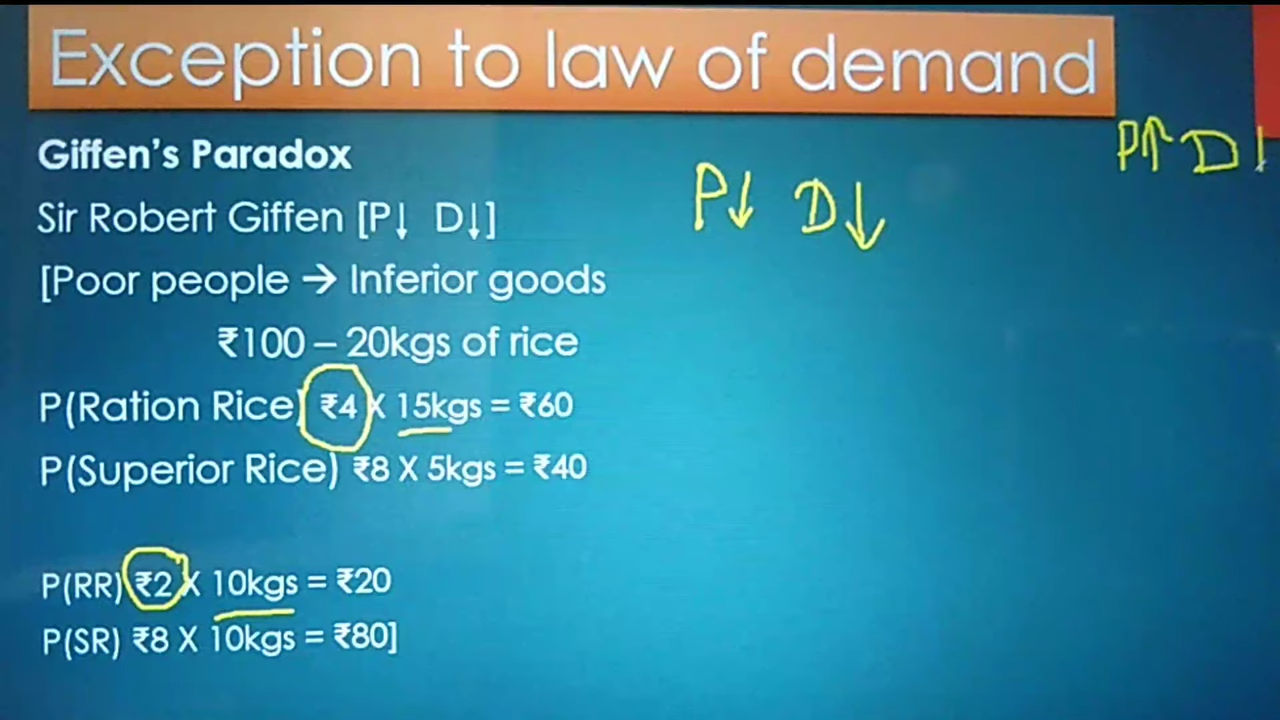 Exception to law of demand
P↑ D
Giffen's Paradox
P↓ D↓
Sir Robert Giffen [P↓ D↓]
[Poor people → Inferior goods
₹100 – 20kgs of rice
P(Ration Rice) ₹4 X 15kgs = ₹60
P(Superior Rice) ₹8 X 5kgs = ₹40
P(RR) ₹2 X 10kgs = ₹20
P(SR) ₹8 X 10kgs = ₹80]